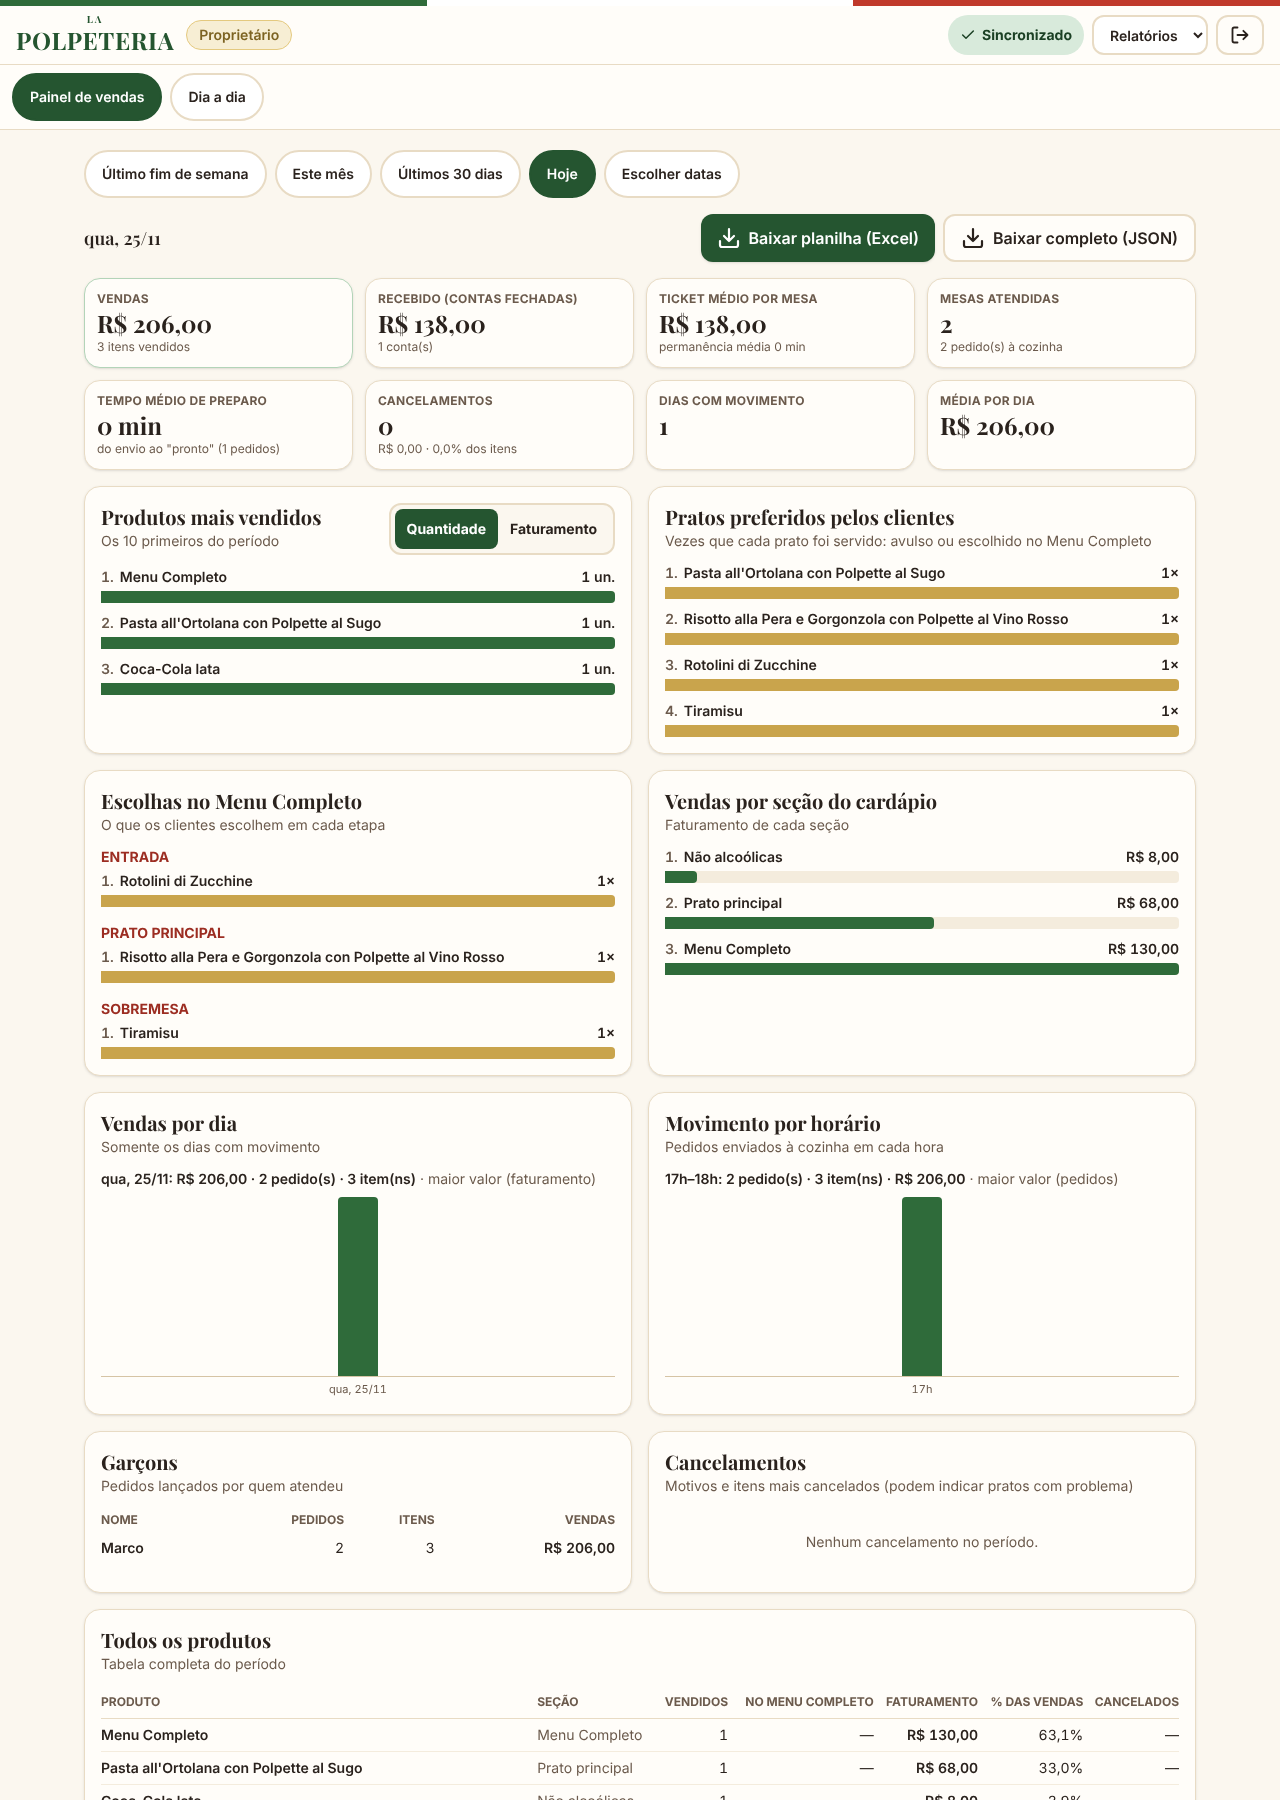 LA
POLPETERIA
Proprietário
Sincronizado
Relatórios
Painel de vendas
Dia a dia
Último fim de semana
Este mês
Últimos 30 dias
Hoje
Escolher datas
qua, 25/11
Baixar planilha (Excel)
Baixar completo (JSON)
VENDAS
R$ 206,00
3 itens vendidos
RECEBIDO (CONTAS FECHADAS)
R$ 138,00
1 conta(s)
TICKET MÉDIO POR MESA
R$ 138,00
permanência média 0 min
MESAS ATENDIDAS
2
2 pedido(s) à cozinha
TEMPO MÉDIO DE PREPARO
0 min
do envio ao "pronto" (1 pedidos)
CANCELAMENTOS
0
R$ 0,00 · 0,0% dos itens
DIAS COM MOVIMENTO
1
MÉDIA POR DIA
R$ 206,00
Produtos mais vendidos
Os 10 primeiros do período
Quantidade
Faturamento
1. Menu Completo 1 un.
2. Pasta all'Ortolana con Polpette al Sugo 1 un.
3. Coca-Cola lata 1 un.
Pratos preferidos pelos clientes
Vezes que cada prato foi servido: avulso ou escolhido no Menu Completo
1. Pasta all'Ortolana con Polpette al Sugo 1×
2. Risotto alla Pera e Gorgonzola con Polpette al Vino Rosso 1×
3. Rotolini di Zucchine 1×
4. Tiramisu 1×
Escolhas no Menu Completo
O que os clientes escolhem em cada etapa
ENTRADA
1. Rotolini di Zucchine 1×
PRATO PRINCIPAL
1. Risotto alla Pera e Gorgonzola con Polpette al Vino Rosso 1×
SOBREMESA
1. Tiramisu 1×
Vendas por seção do cardápio
Faturamento de cada seção
1. Não alcoólicas R$ 8,00
2. Prato principal R$ 68,00
3. Menu Completo R$ 130,00
Vendas por dia
Somente os dias com movimento
qua, 25/11: R$ 206,00 · 2 pedido(s) · 3 item(ns) · maior valor (faturamento)
qua, 25/11
Movimento por horário
Pedidos enviados à cozinha em cada hora
17h–18h: 2 pedido(s) · 3 item(ns) · R$ 206,00 · maior valor (pedidos)
17h
Garçons
Pedidos lançados por quem atendeu
NOME PEDIDOS ITENS VENDAS
Marco 2 3 R$ 206,00
Cancelamentos
Motivos e itens mais cancelados (podem indicar pratos com problema)
Nenhum cancelamento no período.
Todos os produtos
Tabela completa do período
PRODUTO SEÇÃO VENDIDOS NO MENU COMPLETO FATURAMENTO % DAS VENDAS CANCELADOS
Menu Completo Menu Completo 1 — R$ 130,00 63,1% —
Pasta all'Ortolana con Polpette al Sugo Prato principal 1 — R$ 68,00 33,0% —